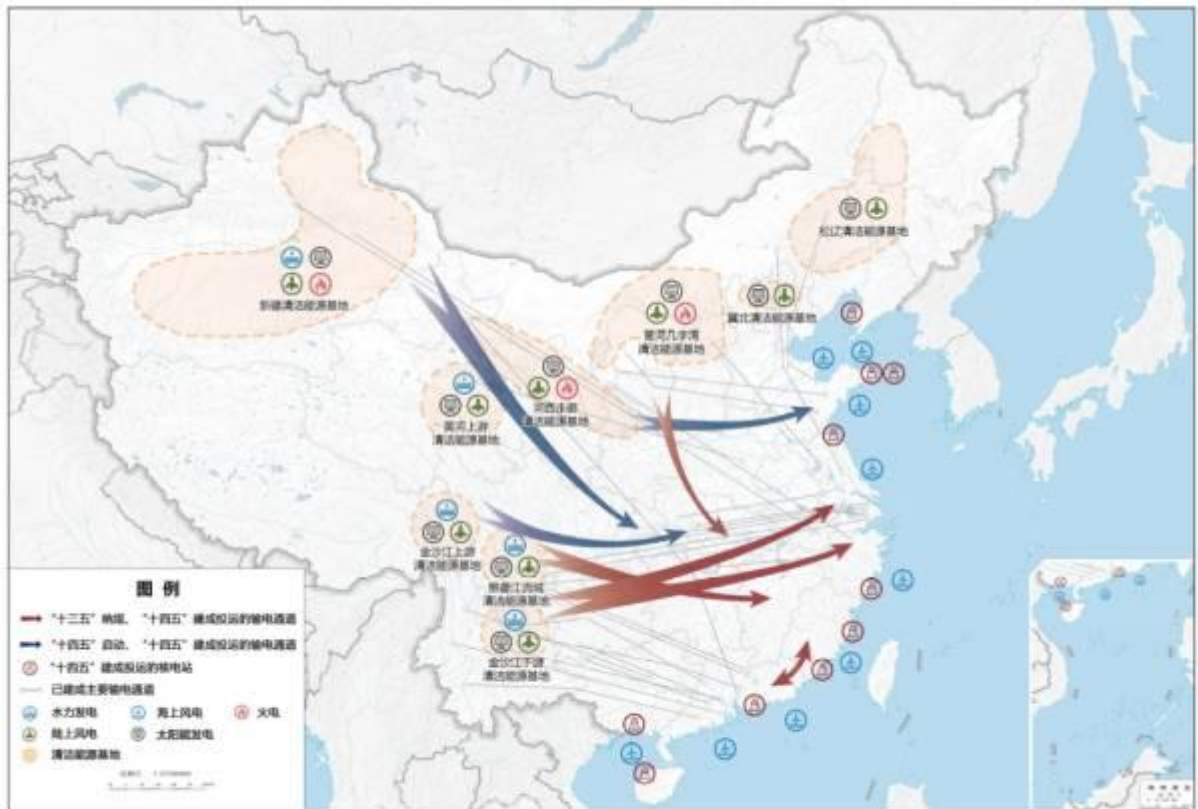 新疆清洁能源基地
松辽清洁能源基地
冀北清洁能源基地
黄河几字湾
清洁能源基地
河西走廊
清洁能源基地
黄河上游
清洁能源基地
金沙江上游
清洁能源基地
雅砻江流域
清洁能源基地
金沙江下游
清洁能源基地
图 例
“十三五”结转、“十四五”建成投运的输电通道
“十四五”启动、“十四五”建成投运的输电通道
“十四五”建成投运的核电站
已建成主要输电通道
水力发电 海上风电 火电
陆上风电 太阳能发电
清洁能源基地